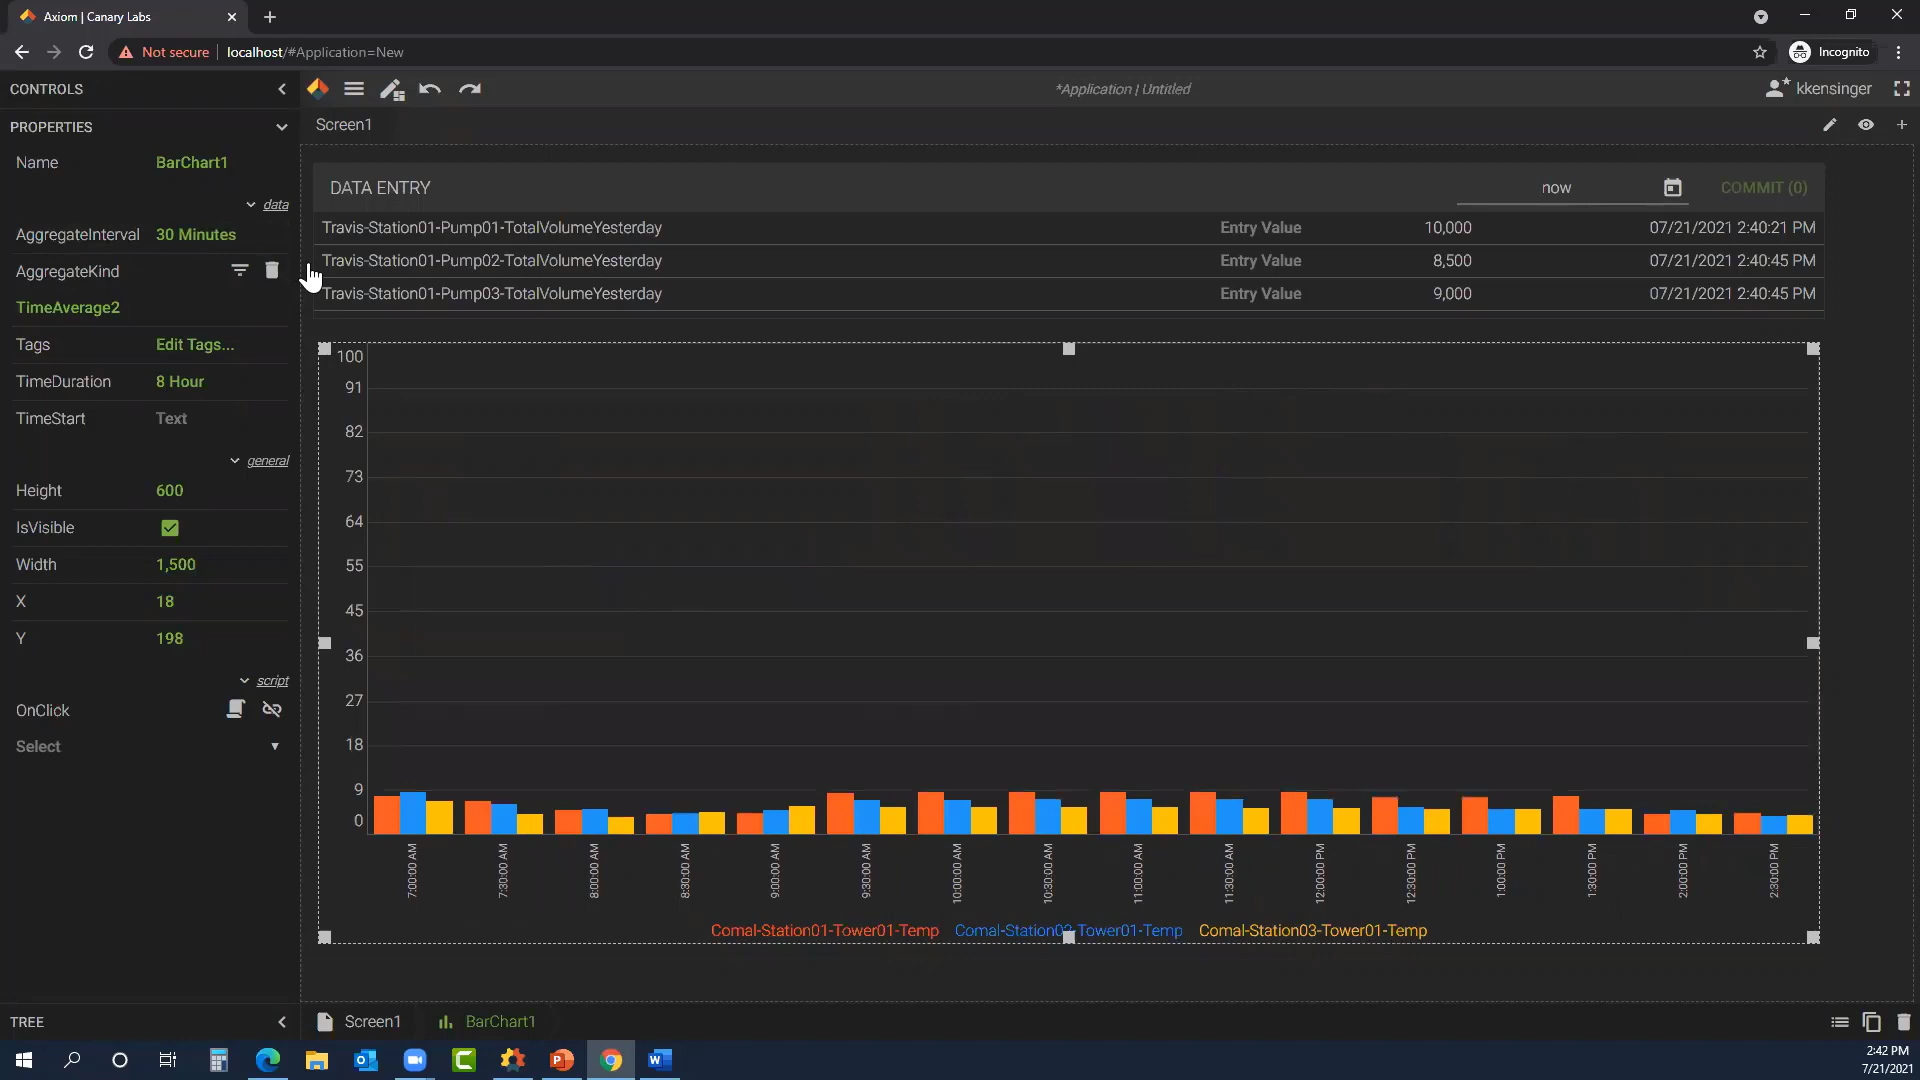 Axiom | Canary Labs
Not secure
localhost/#Application=New
Incognito
CONTROLS
*Application | Untitled
kkensinger
PROPERTIES
Screen1
Name BarChart1
data
AggregateInterval 30 Minutes
AggregateKind
TimeAverage2
Tags Edit Tags...
TimeDuration 8 Hour
TimeStart Text
general
Height 600
IsVisible
Width 1,500
X 18
Y 198
script
OnClick
Select
DATA ENTRY now COMMIT (0)
Travis-Station01-Pump01-TotalVolumeYesterday Entry Value 10,000 07/21/2021 2:40:21 PM
Travis-Station01-Pump02-TotalVolumeYesterday Entry Value 8,500 07/21/2021 2:40:45 PM
Travis-Station01-Pump03-TotalVolumeYesterday Entry Value 9,000 07/21/2021 2:40:45 PM
100
91
82
73
64
55
45
36
27
18
9
0
7:00:00 AM
7:30:00 AM
8:00:00 AM
8:30:00 AM
9:00:00 AM
9:30:00 AM
10:00:00 AM
10:30:00 AM
11:00:00 AM
11:30:00 AM
12:00:00 PM
12:30:00 PM
1:00:00 PM
1:30:00 PM
2:00:00 PM
2:30:00 PM
Comal-Station01-Tower01-Temp Comal-Station02-Tower01-Temp Comal-Station03-Tower01-Temp
TREE
Screen1
BarChart1
2:42 PM
7/21/2021